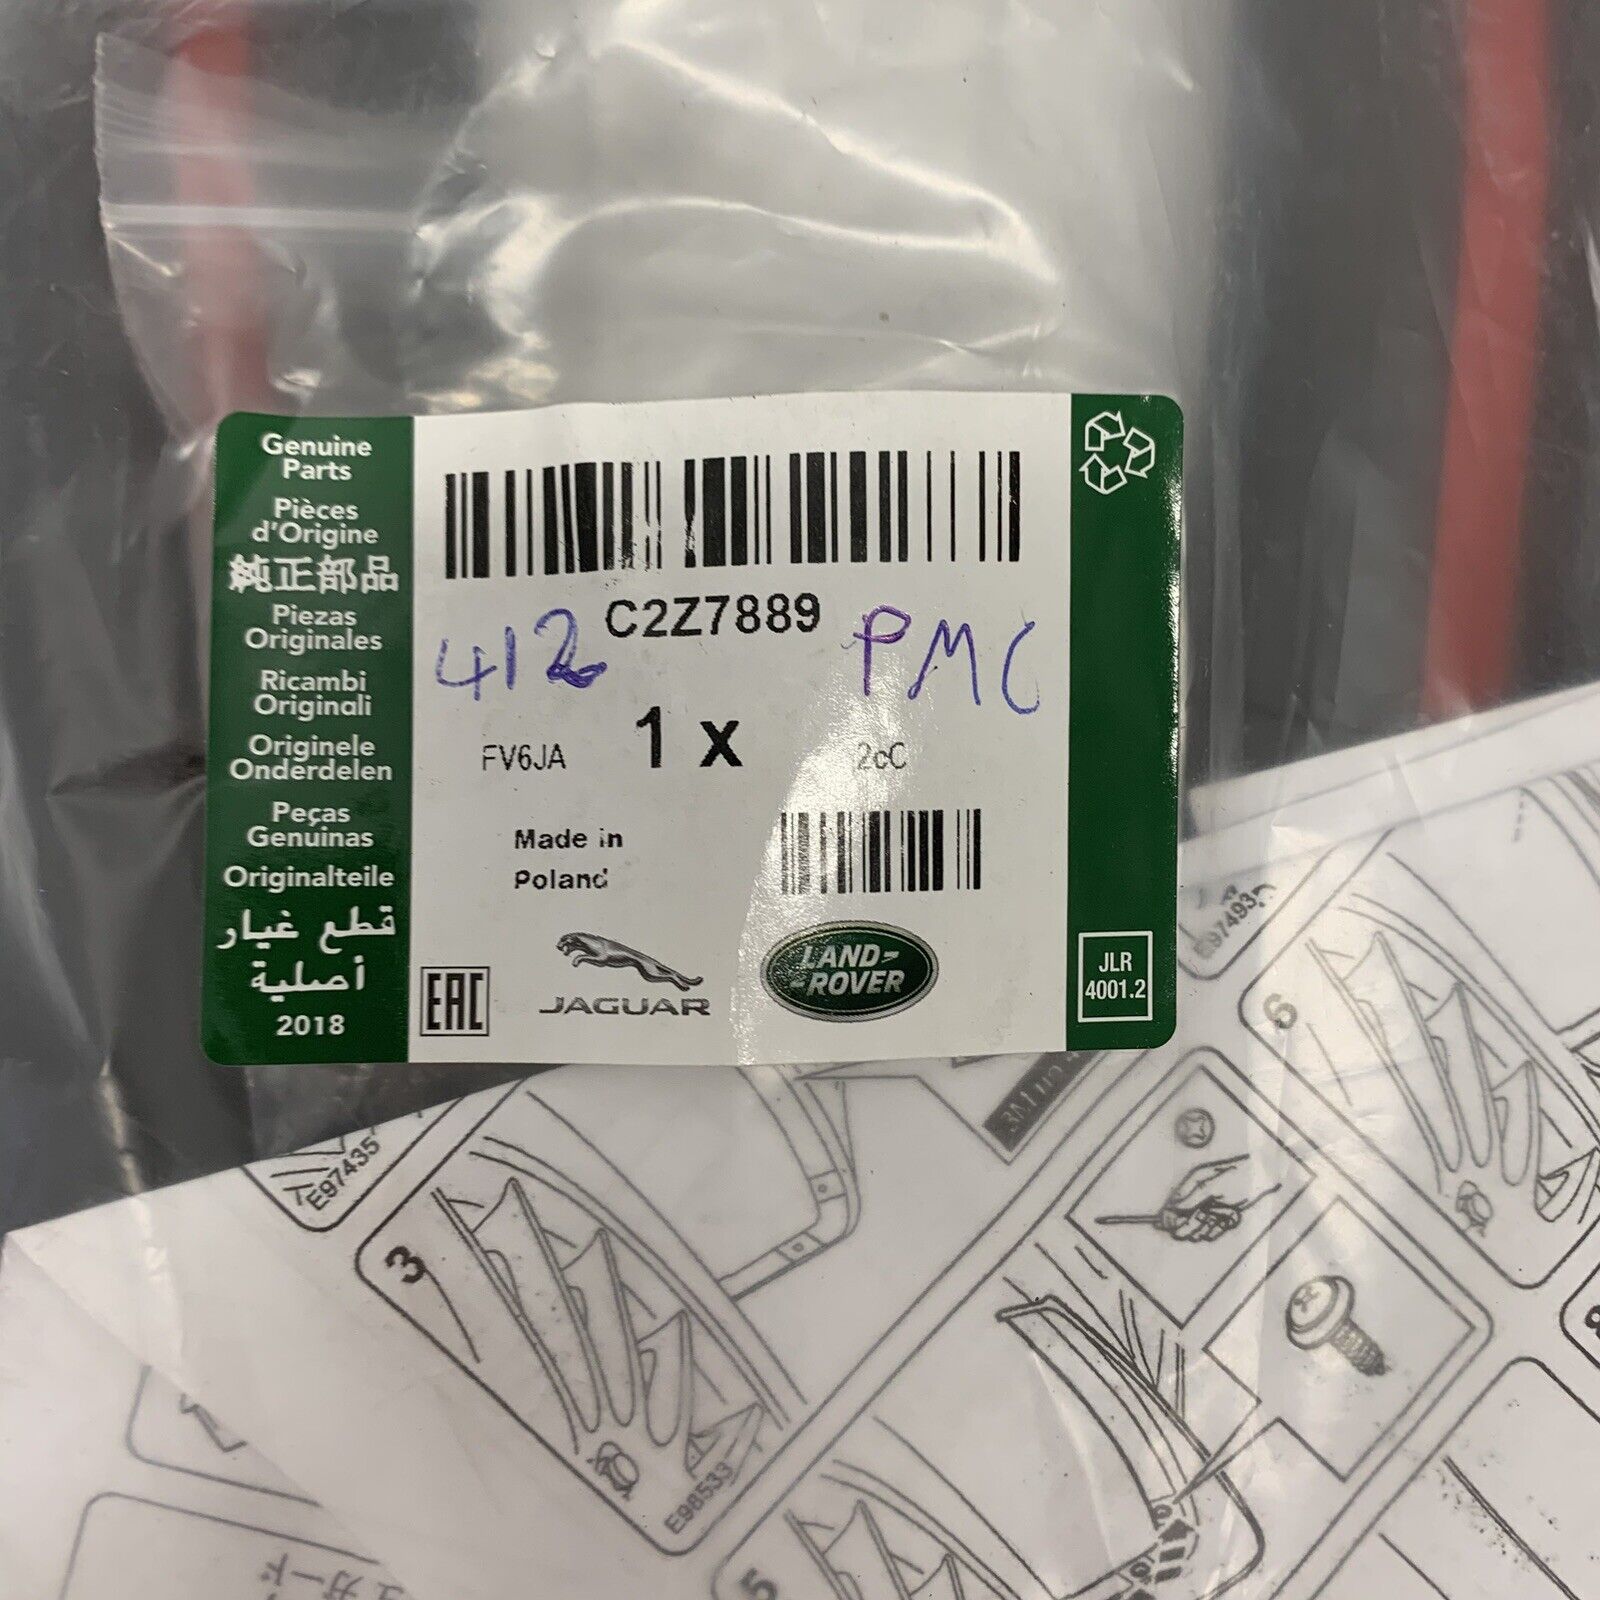 Genuine
Parts
Pièces
d'Origine
純正部品
Piezas
Originales
Ricambi
Originali
Originele
Onderdelen
Peças
Genuinas
Originalteile
قطع غيار
أصلية
2018
C2Z7889
412
PMC
FV6JA
1 x
2cC
Made in
Poland
EAC
JAGUAR
LAND-
-ROVER
JLR
4001.2
E97435
3
E98533
5
6
8